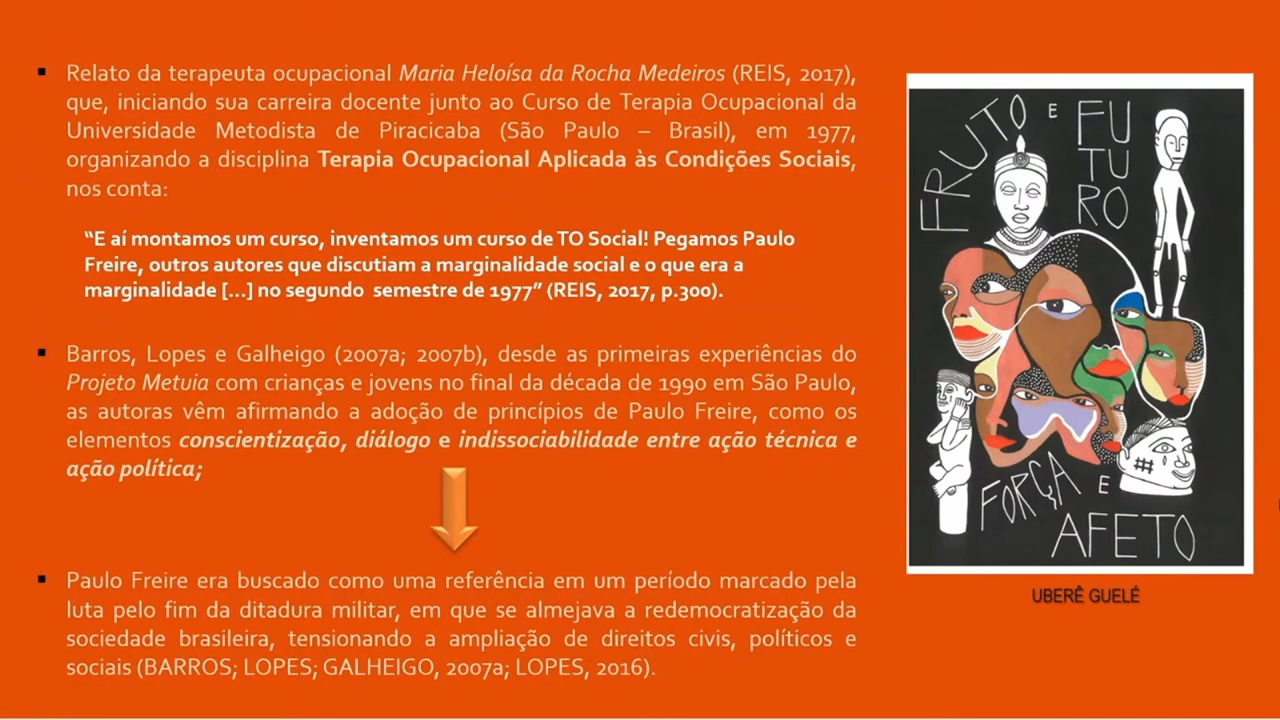 Relato da terapeuta ocupacional Maria Heloísa da Rocha Medeiros (REIS, 2017),
que, iniciando sua carreira docente junto ao Curso de Terapia Ocupacional da
Universidade Metodista de Piracicaba (São Paulo – Brasil), em 1977,
organizando a disciplina Terapia Ocupacional Aplicada às Condições Sociais,
nos conta:
“E aí montamos um curso, inventamos um curso de TO Social! Pegamos Paulo
Freire, outros autores que discutiam a marginalidade social e o que era a
marginalidade [...] no segundo semestre de 1977” (REIS, 2017, p.300).
Barros, Lopes e Galheigo (2007a; 2007b), desde as primeiras experiências do
Projeto Metuia com crianças e jovens no final da década de 1990 em São Paulo,
as autoras vêm afirmando a adoção de princípios de Paulo Freire, como os
elementos conscientização, diálogo e indissociabilidade entre ação técnica e
ação política;
Paulo Freire era buscado como uma referência em um período marcado pela
luta pelo fim da ditadura militar, em que se almejava a redemocratização da
sociedade brasileira, tensionando a ampliação de direitos civis, políticos e
sociais (BARROS; LOPES; GALHEIGO, 2007a; LOPES, 2016).
FRUTO E FU
TU
RO
FORÇA E
AFETO
UBERÊ GUELÉ